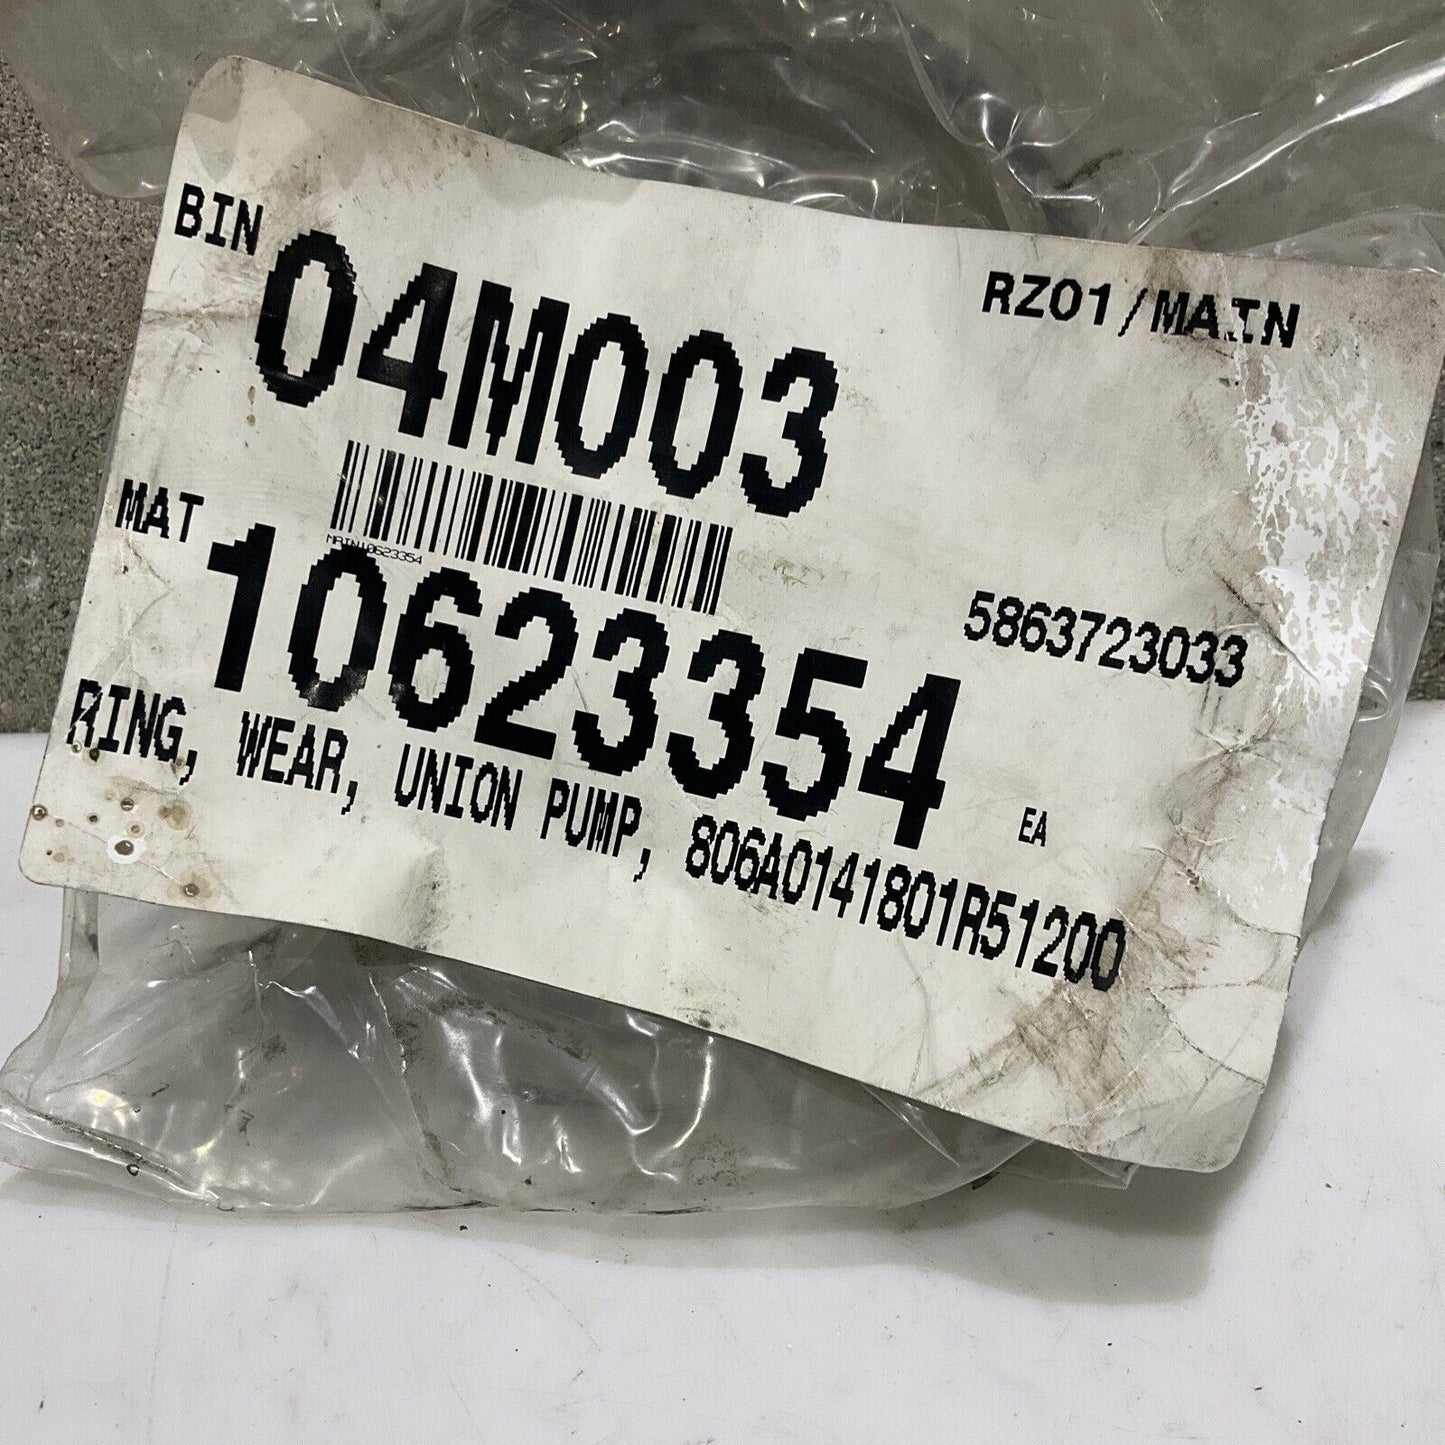 BIN 04M003
RZ01/MAIN
MAIN10623354
MAT 10623354
5863723033
EA
RING, WEAR, UNION PUMP, 806A0141801R51200